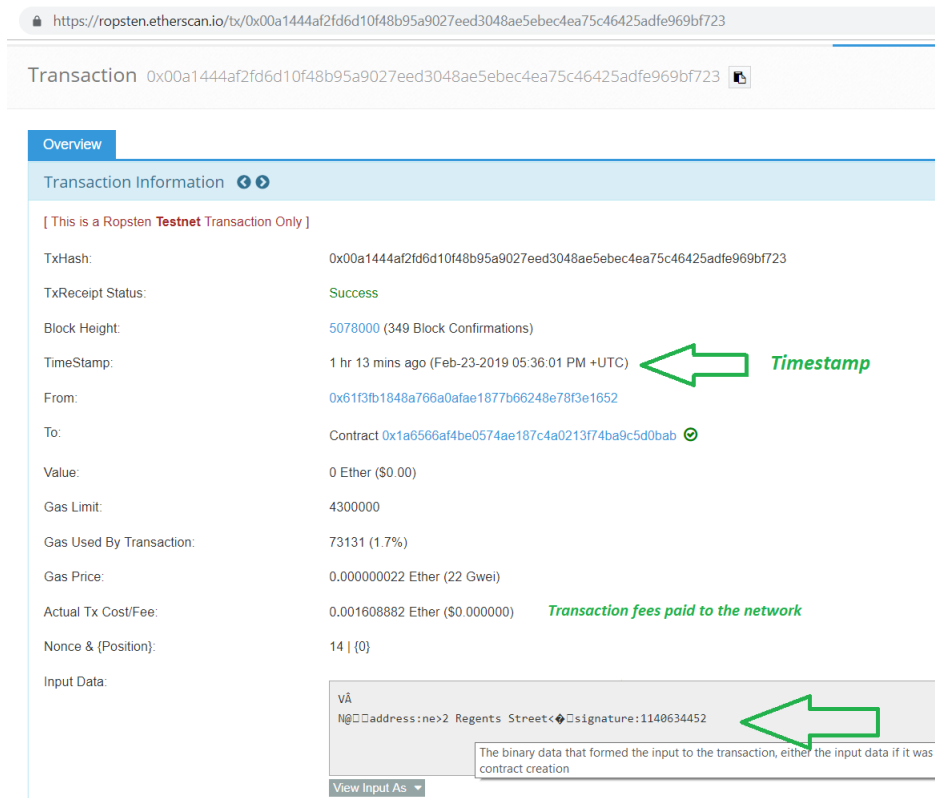 https://ropsten.etherscan.io/tx/0x00a1444af2fd6d10f48b95a9027eed3048ae5ebec4ea75c46425adfe969bf723
Transaction 0x00a1444af2fd6d10f48b95a9027eed3048ae5ebec4ea75c46425adfe969bf723
Overview
Transaction Information
[ This is a Ropsten Testnet Transaction Only ]
TxHash: 0x00a1444af2fd6d10f48b95a9027eed3048ae5ebec4ea75c46425adfe969bf723
TxReceipt Status: Success
Block Height: 5078000 (349 Block Confirmations)
TimeStamp: 1 hr 13 mins ago (Feb-23-2019 05:36:01 PM +UTC) Timestamp
From: 0x61f3fb1848a766a0afae1877b66248e78f3e1652
To: Contract 0x1a6566af4be0574ae187c4a0213f74ba9c5d0bab
Value: 0 Ether ($0.00)
Gas Limit: 4300000
Gas Used By Transaction: 73131 (1.7%)
Gas Price: 0.000000022 Ether (22 Gwei)
Actual Tx Cost/Fee: 0.001608882 Ether ($0.000000) Transaction fees paid to the network
Nonce & {Position}: 14 | {0}
Input Data:
VÂ
N@□□address:ne>2 Regents Street<�□signature:1140634452
The binary data that formed the input to the transaction, either the input data if it was
contract creation
View Input As